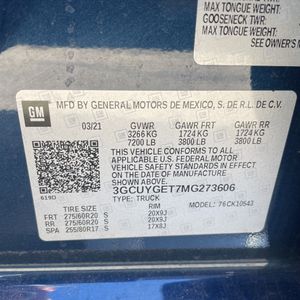 MAX TONGUE WEIGHT:
GOOSENECK TWR:
MAX TONGUE WEIGHT:
SEE OWNER'S M
GM
MFD BY GENERAL MOTORS DE MEXICO, S. DE R.L. DE C.V.
03/21 GVWR GAWR FRT GAWR RR
3266 KG 1724 KG 1724 KG
7200 LB 3800 LB 3800 LB
THIS VEHICLE CONFORMS TO ALL
APPLICABLE U.S. FEDERAL MOTOR
VEHICLE SAFETY STANDARDS IN
EFFECT ON THE DATE OF
MANUFACTURE SHOWN ABOVE.
3GCUYGET7MG273606
TYPE: TRUCK
619D
TIRE SIZE RIM MODEL: 76CK10543
FRT 275/60R20 S 20X9J
RR 275/60R20 S 20X9J
SPA 255/80R17 S 17X8J